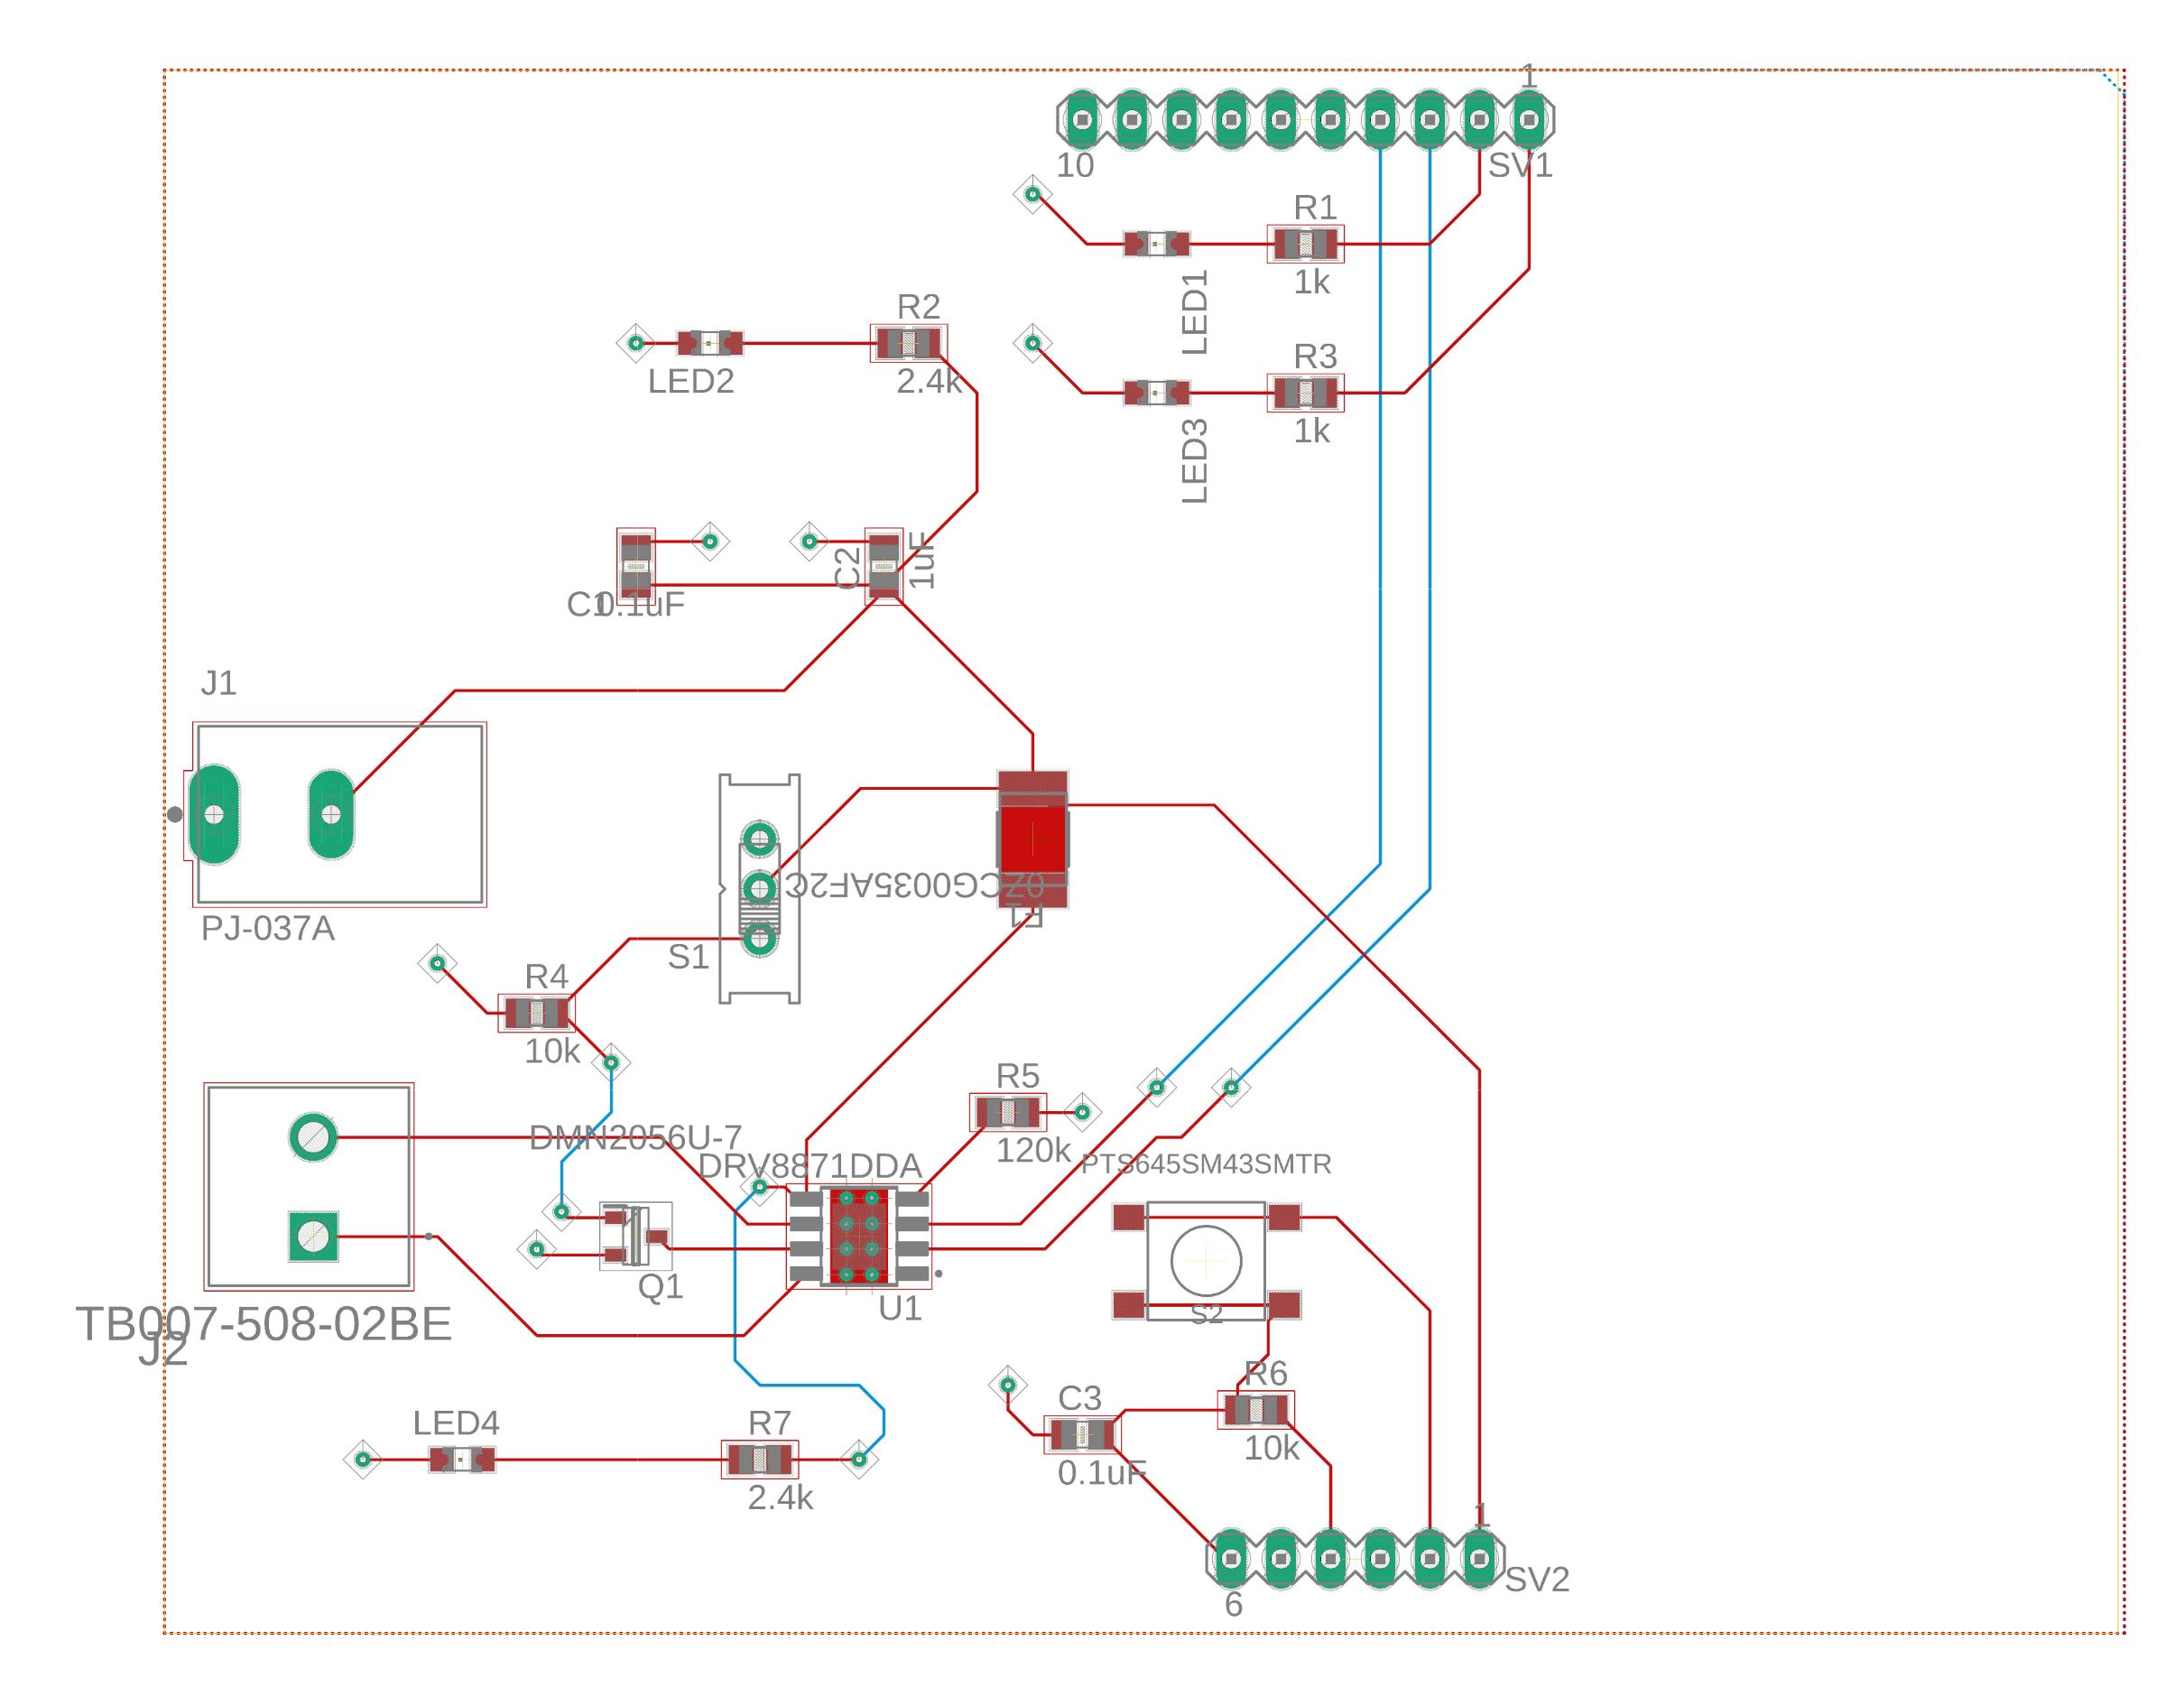 1
10
SV1
R1
1k
LED1
R2
2.4k
LED2
R3
1k
LED3
C1
0.1uF
C2
1uF
J1
PJ-037A
0ZCG0035AF2C
F1
S1
R4
10k
R5
120k
DMN2056U-7
DRV8871DDA
PTS645SM43SMTR
Q1
U1
S2
TB007-508-02BE
J2
R6
10k
C3
0.1uF
LED4
R7
2.4k
1
SV2
6